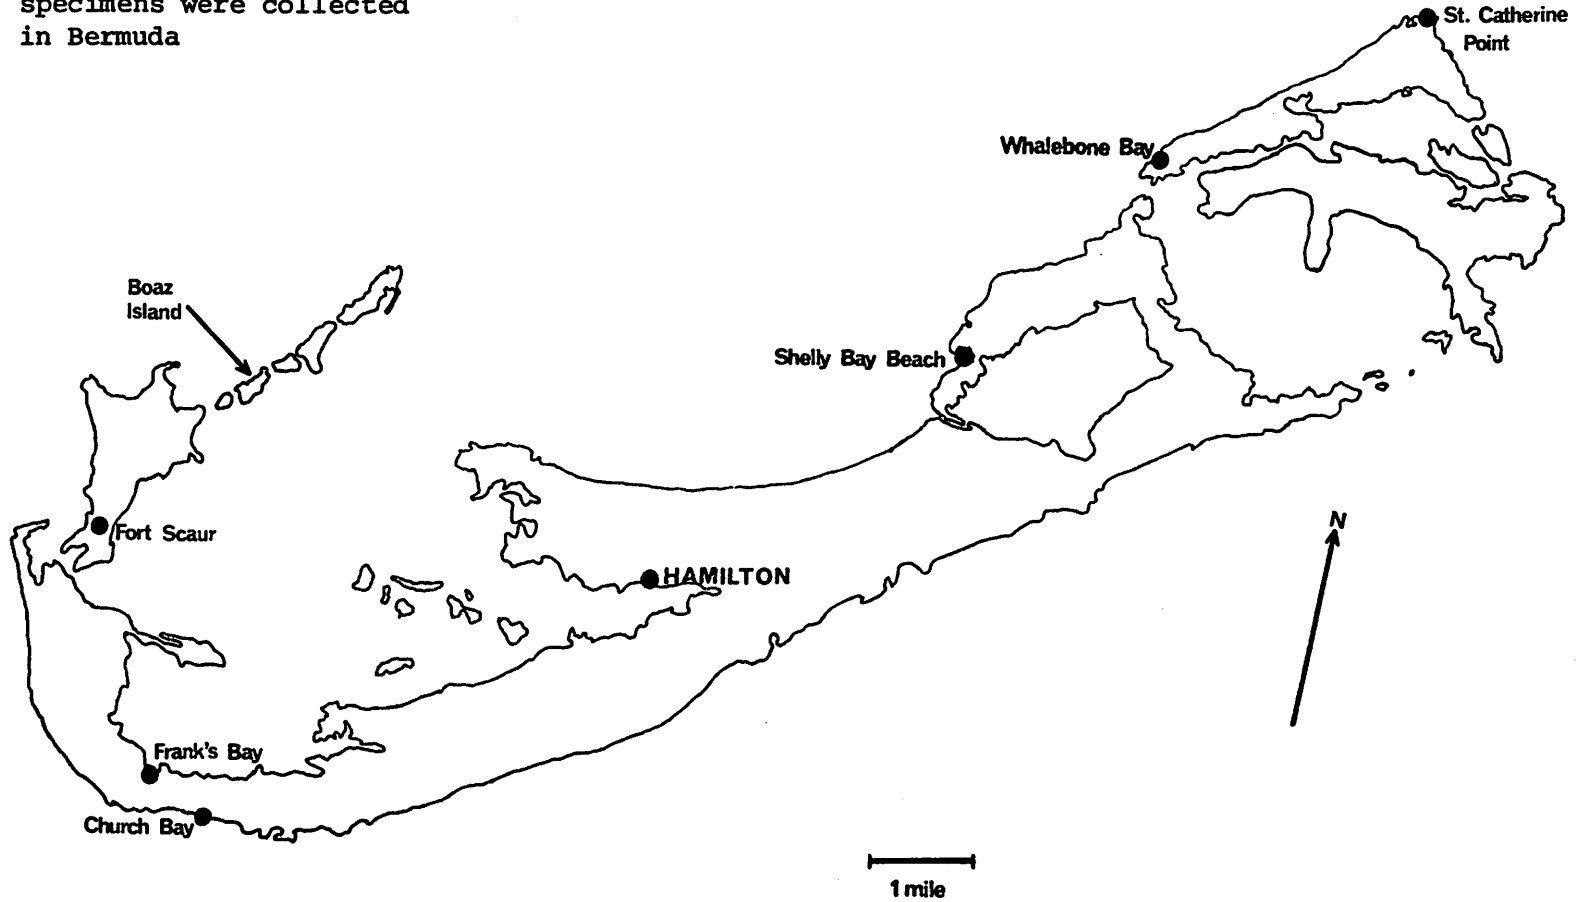 specimens were collected
in Bermuda
St. Catherine
Point
Whalebone Bay
Boaz
Island
Shelly Bay Beach
Fort Scaur
N
HAMILTON
Frank's Bay
Church Bay
1 mile